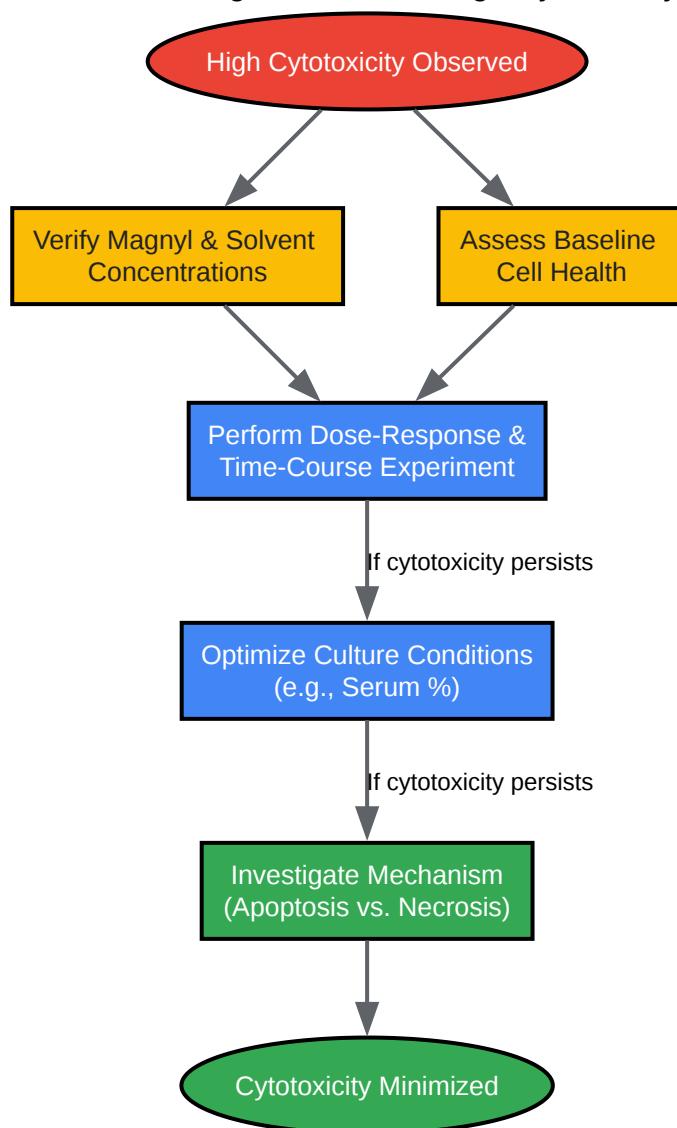 High Cytotoxicity Observed
Verify Magnyl & Solvent
Concentrations
Assess Baseline
Cell Health
Perform Dose-Response &
Time-Course Experiment
If cytotoxicity persists
Optimize Culture Conditions
(e.g., Serum %)
If cytotoxicity persists
Investigate Mechanism
(Apoptosis vs. Necrosis)
Cytotoxicity Minimized